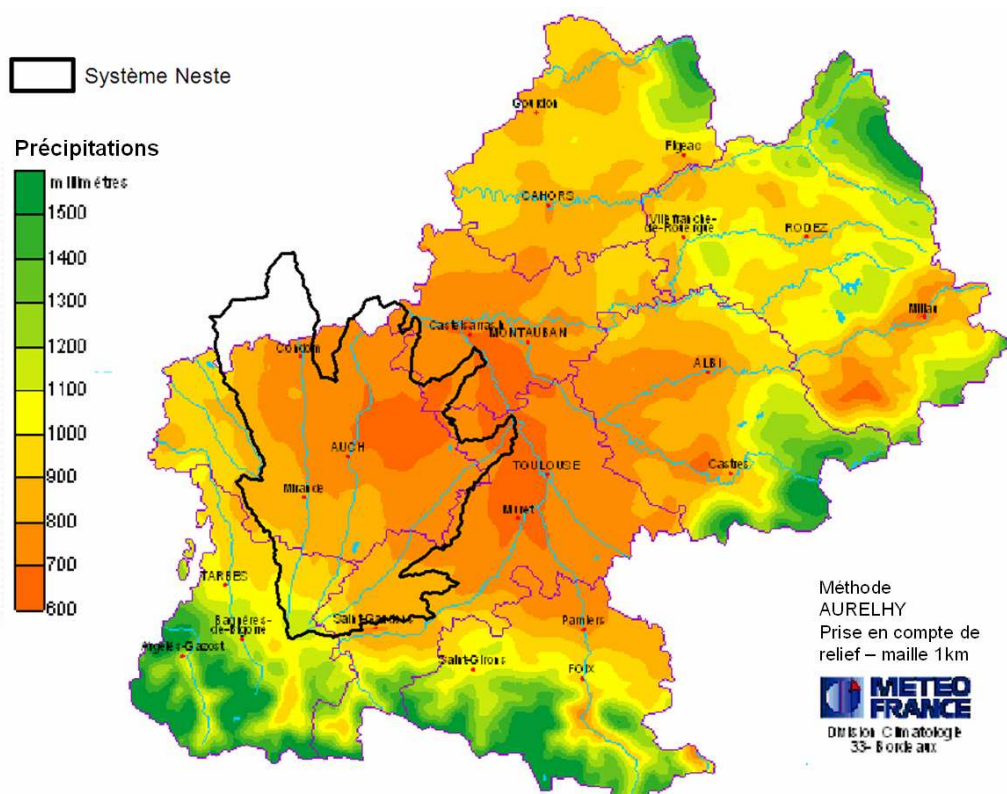 Système Neste
Précipitations
millimétres
1500
1400
1300
1200
1100
1000
900
800
700
600
Gourdon
Figeac
CAHORS
Villefranche-
de-Rouergue
RODEZ
Millau
Castelsarrasin
MONTAUBAN
Condom
ALBI
AUCH
TOULOUSE
Castres
Mirande
Muret
TARBES
Bagnères-
de-Bigorre
Saint-Gaudens
Pamiers
Argelès-Gazost
Saint-Girons
FOIX
Méthode
AURELHY
Prise en compte de
relief – maille 1km
METEO
FRANCE
Division Climatologie
33- Bordeaux